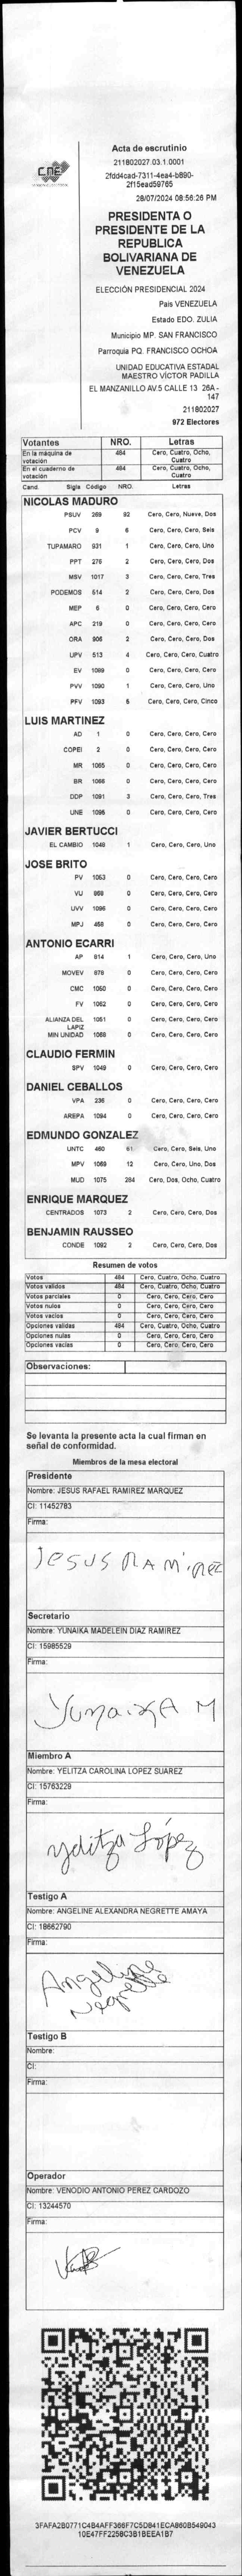 CNE
Acta de escrutinio
211802027.03.1.0001
2fdd4cad-7311-4ea4-b890-
2f15ead59765
28/07/2024 08:56:26 PM
PRESIDENTA O
PRESIDENTE DE LA
REPUBLICA
BOLIVARIANA DE
VENEZUELA
ELECCIÓN PRESIDENCIAL 2024
Pais VENEZUELA
Estado EDO. ZULIA
Municipio MP. SAN FRANCISCO
Parroquia PQ. FRANCISCO OCHOA
UNIDAD EDUCATIVA ESTADAL
MAESTRO VICTOR PADILLA
EL MANZANILLO AV.5 CALLE 13 26A -
147
211802027
972 Electores
Votantes NRO. Letras
En la máquina de votación 484 Cero, Cuatro, Ocho, Cuatro
En el cuaderno de votación 484 Cero, Cuatro, Ocho, Cuatro
Cand. Sigla Código NRO. Letras
NICOLAS MADURO
PSUV 269 92 Cero, Cero, Nueve, Dos
PCV 9 6 Cero, Cero, Cero, Seis
TUPAMARO 931 1 Cero, Cero, Cero, Uno
PPT 275 2 Cero, Cero, Cero, Dos
MSV 1017 3 Cero, Cero, Cero, Tres
PODEMOS 514 2 Cero, Cero, Cero, Dos
MEP 6 0 Cero, Cero, Cero, Cero
APC 219 0 Cero, Cero, Cero, Cero
ORA 906 2 Cero, Cero, Cero, Dos
UPV 513 4 Cero, Cero, Cero, Cuatro
EV 1089 0 Cero, Cero, Cero, Cero
PVV 1090 1 Cero, Cero, Cero, Uno
PFV 1093 5 Cero, Cero, Cero, Cinco
LUIS MARTINEZ
AD 1 0 Cero, Cero, Cero, Cero
COPEI 2 0 Cero, Cero, Cero, Cero
MR 1065 0 Cero, Cero, Cero, Cero
BR 1066 0 Cero, Cero, Cero, Cero
DDP 1091 3 Cero, Cero, Cero, Tres
UNE 1095 0 Cero, Cero, Cero, Cero
JAVIER BERTUCCI
EL CAMBIO 1048 1 Cero, Cero, Cero, Uno
JOSE BRITO
PV 1053 0 Cero, Cero, Cero, Cero
VU 959 0 Cero, Cero, Cero, Cero
UVV 1096 0 Cero, Cero, Cero, Cero
MPJ 458 0 Cero, Cero, Cero, Cero
ANTONIO ECARRI
AP 814 1 Cero, Cero, Cero, Uno
MOVEV 878 0 Cero, Cero, Cero, Cero
CMC 1050 0 Cero, Cero, Cero, Cero
FV 1052 0 Cero, Cero, Cero, Cero
ALIANZA DEL LAPIZ 1051 0 Cero, Cero, Cero, Cero
MIN UNIDAD 1068 0 Cero, Cero, Cero, Cero
CLAUDIO FERMIN
SPV 1049 0 Cero, Cero, Cero, Cero
DANIEL CEBALLOS
VPA 236 0 Cero, Cero, Cero, Cero
AREPA 1094 0 Cero, Cero, Cero, Cero
EDMUNDO GONZALEZ
UNTC 460 61 Cero, Cero, Seis, Uno
MPV 1069 12 Cero, Cero, Uno, Dos
MUD 1075 284 Cero, Dos, Ocho, Cuatro
ENRIQUE MARQUEZ
CENTRADOS 1073 2 Cero, Cero, Cero, Dos
BENJAMIN RAUSSEO
CONDE 1092 2 Cero, Cero, Cero, Dos
Resumen de votos
Votos 484 Cero, Cuatro, Ocho, Cuatro
Votos validos 484 Cero, Cuatro, Ocho, Cuatro
Votos parciales 0 Cero, Cero, Cero, Cero
Votos nulos 0 Cero, Cero, Cero, Cero
Votos vacios 0 Cero, Cero, Cero, Cero
Opciones validas 484 Cero, Cuatro, Ocho, Cuatro
Opciones nulas 0 Cero, Cero, Cero, Cero
Opciones vacias 0 Cero, Cero, Cero, Cero
Observaciones:
Se levanta la presente acta la cual firman en
señal de conformidad.
Miembros de la mesa electoral
Presidente
Nombre: JESUS RAFAEL RAMIREZ MARQUEZ
CI: 11452783
Firma:
Jesus Ramirez
Secretario
Nombre: YUNAIKA MADELEIN DIAZ RAMIREZ
CI: 15985529
Firma:
Yunaika M
Miembro A
Nombre: YELITZA CAROLINA LOPEZ SUAREZ
CI: 15763229
Firma:
Yelitza López
Testigo A
Nombre: ANGELINE ALEXANDRA NEGRETTE AMAYA
CI: 18662790
Firma:
Angeline
Negrette
Testigo B
Nombre:
CI:
Firma:
Operador
Nombre: VENODIO ANTONIO PEREZ CARDOZO
CI: 13244570
Firma:
3FAFA2B0771C4B4AFF366F7C5D841ECA860B549043
10E47FF2258C3B1BEEA1B7